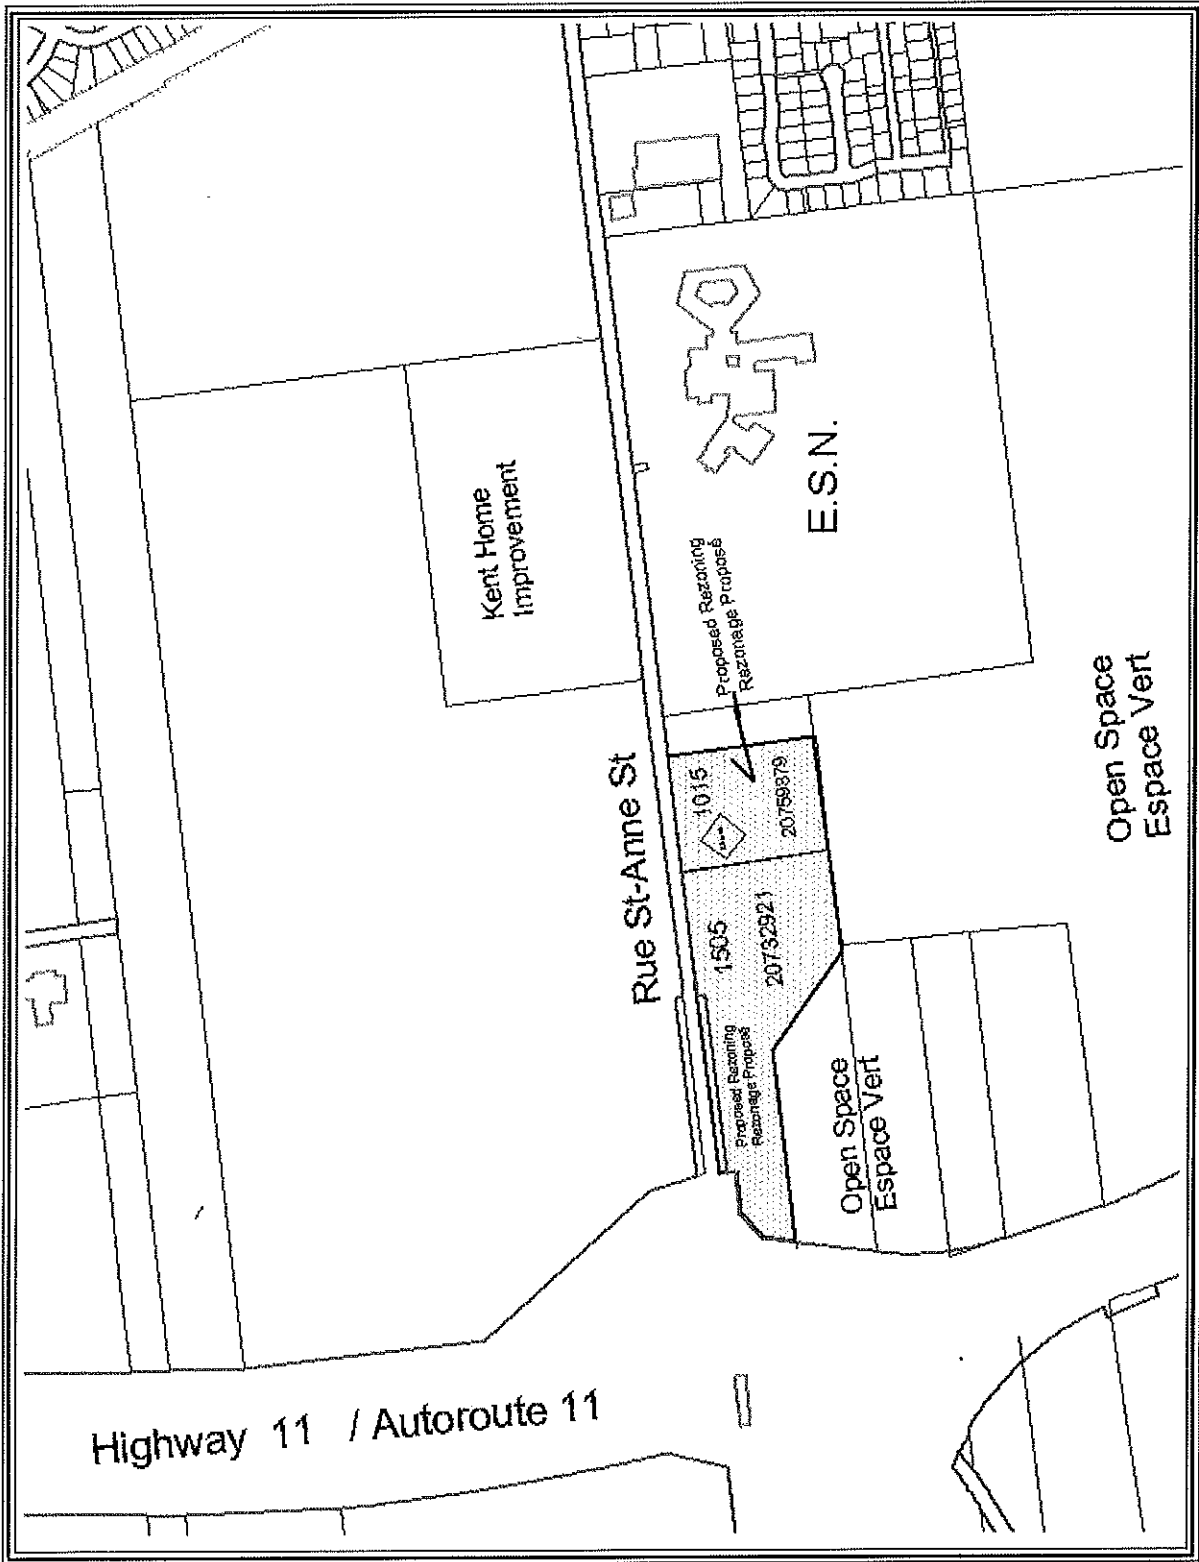 Highway 11 / Autoroute 11
Kent Home
Improvement
Rue St-Anne St
Proposed Rezoning
Rezonage Proposé
1505
20732921
1015
20759879
Proposed Rezoning
Rezonage Proposé
E.S.N.
Open Space
Espace Vert
Open Space
Espace Vert